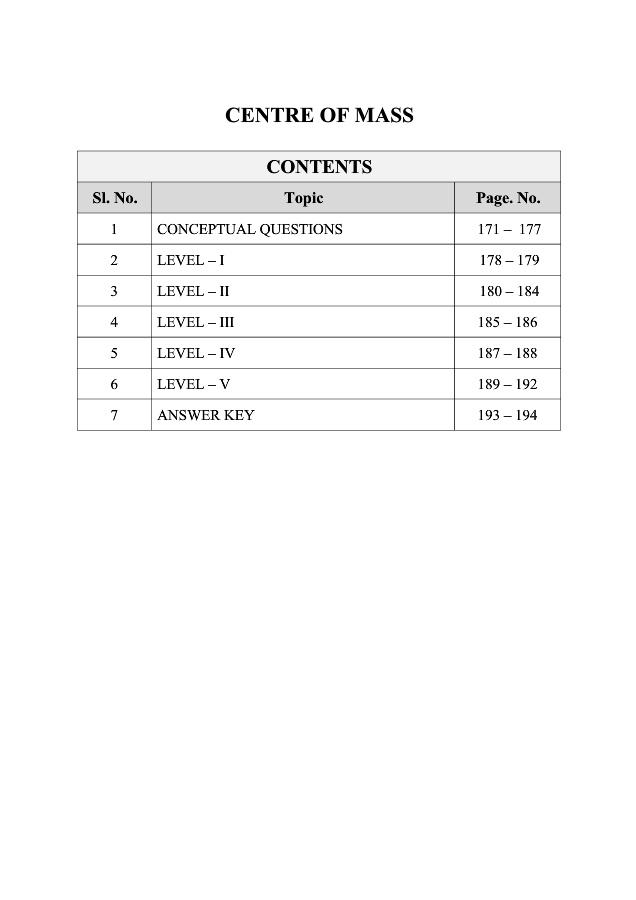 CENTRE OF MASS
CONTENTS
Sl. No. Topic Page. No.
1 CONCEPTUAL QUESTIONS 171 – 177
2 LEVEL – I 178 – 179
3 LEVEL – II 180 – 184
4 LEVEL – III 185 – 186
5 LEVEL – IV 187 – 188
6 LEVEL – V 189 – 192
7 ANSWER KEY 193 – 194